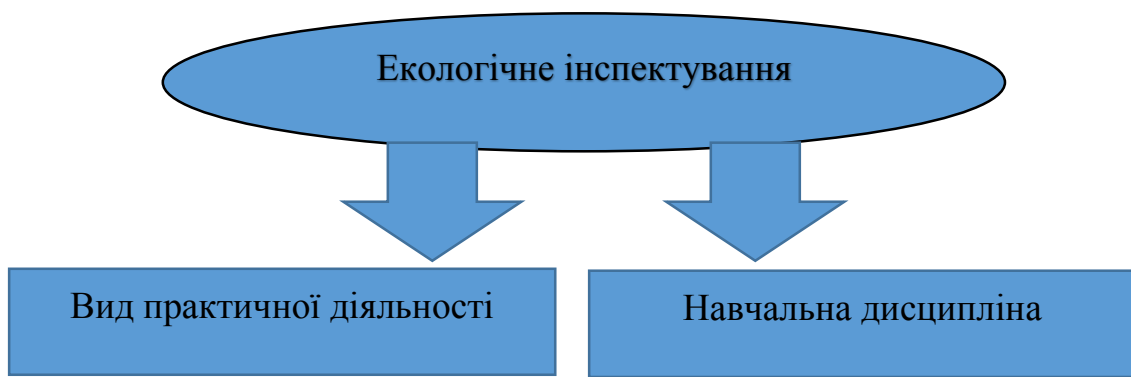 Екологічне інспектування
Вид практичної діяльності
Навчальна дисципліна